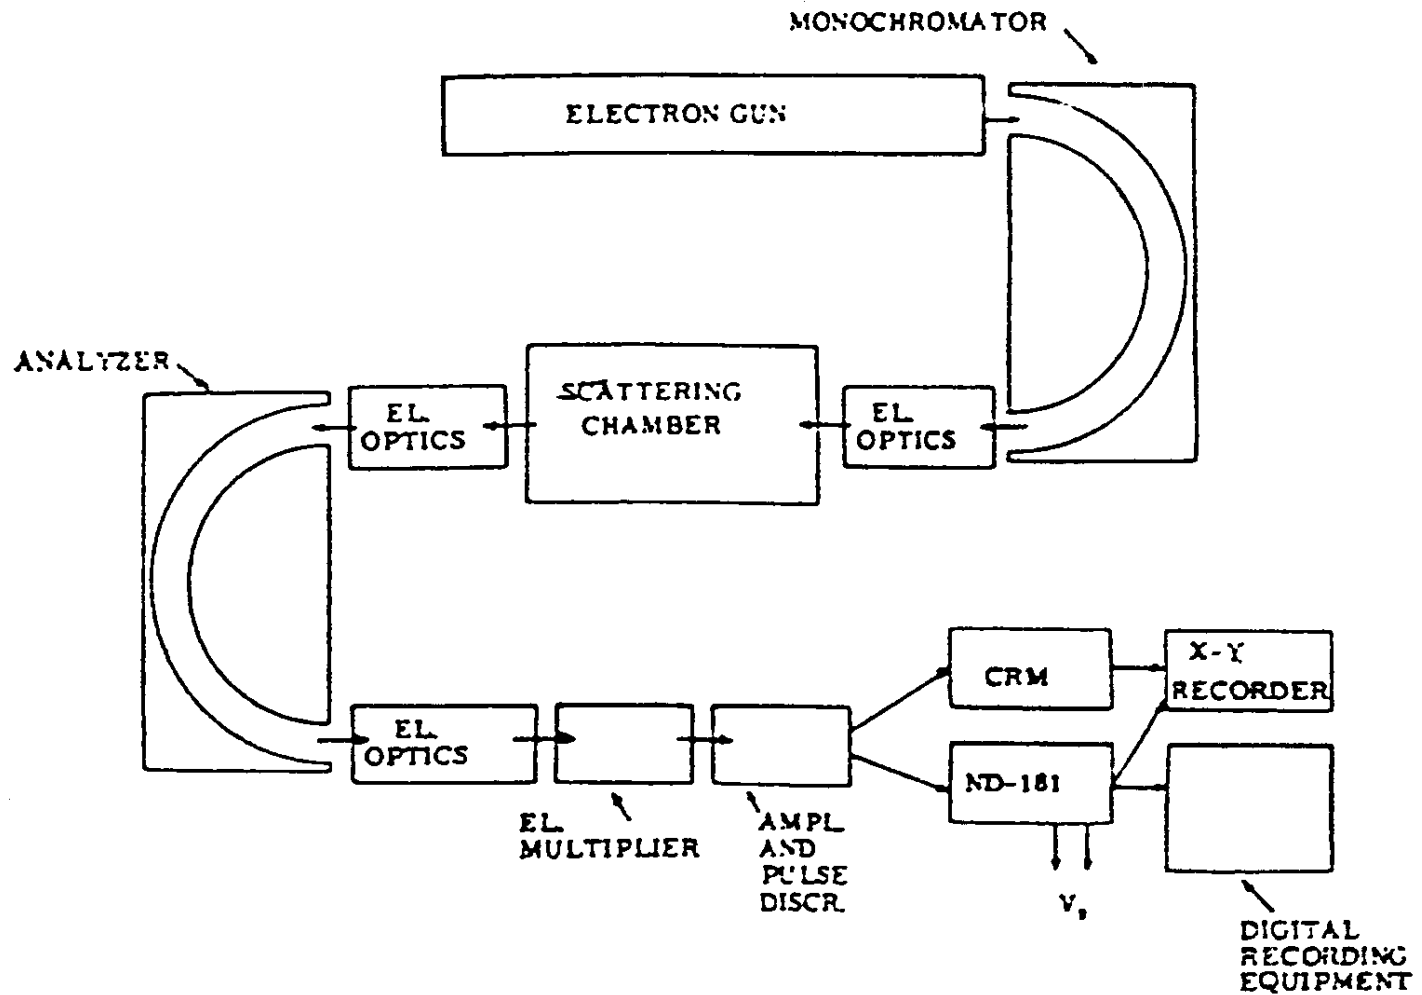 MONOCHROMATOR
ELECTRON GUN
ANALYZER
SCATTERING
CHAMBER
EL.
OPTICS
EL.
OPTICS
CRM
X-Y
RECORDER
EL.
OPTICS
ND-181
EL.
MULTIPLIER
AMPL.
AND
PULSE
DISCR.
DIGITAL
RECORDING
EQUIPMENT